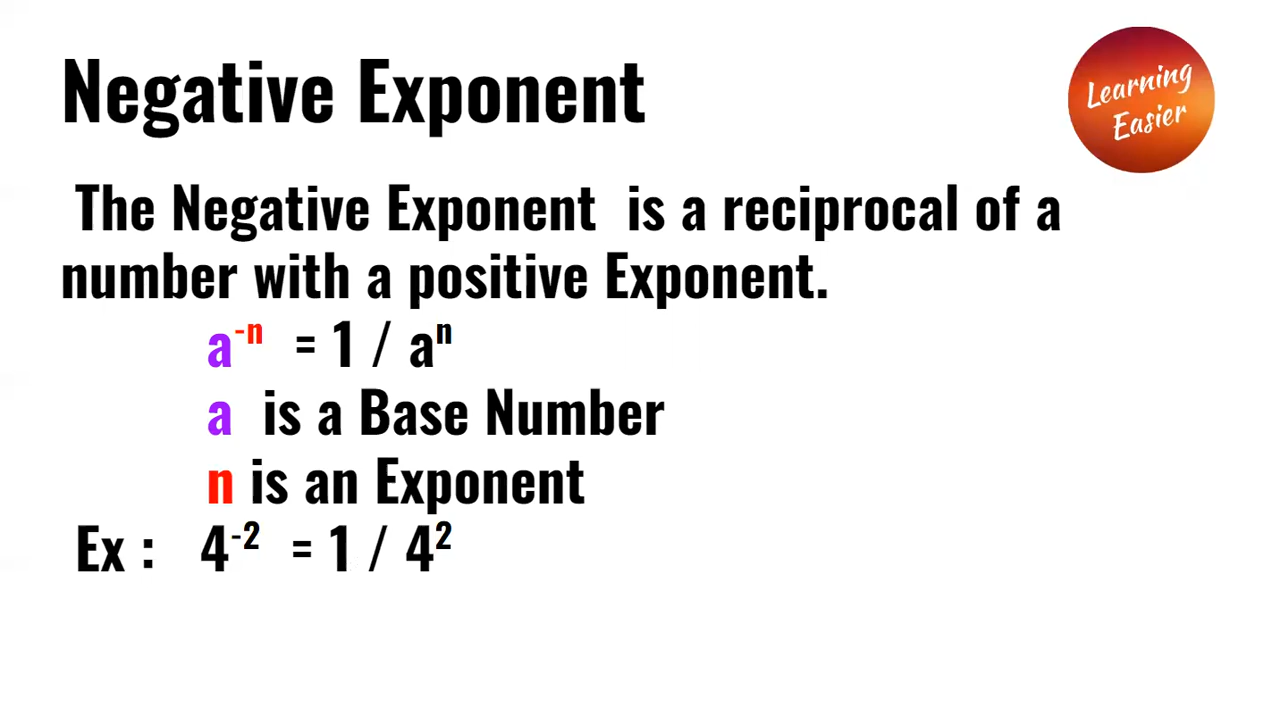 Negative Exponent
Learning
Easier
The Negative Exponent is a reciprocal of a
number with a positive Exponent.
a⁻ⁿ = 1 / aⁿ
a is a Base Number
n is an Exponent
Ex : 4⁻² = 1 / 4²